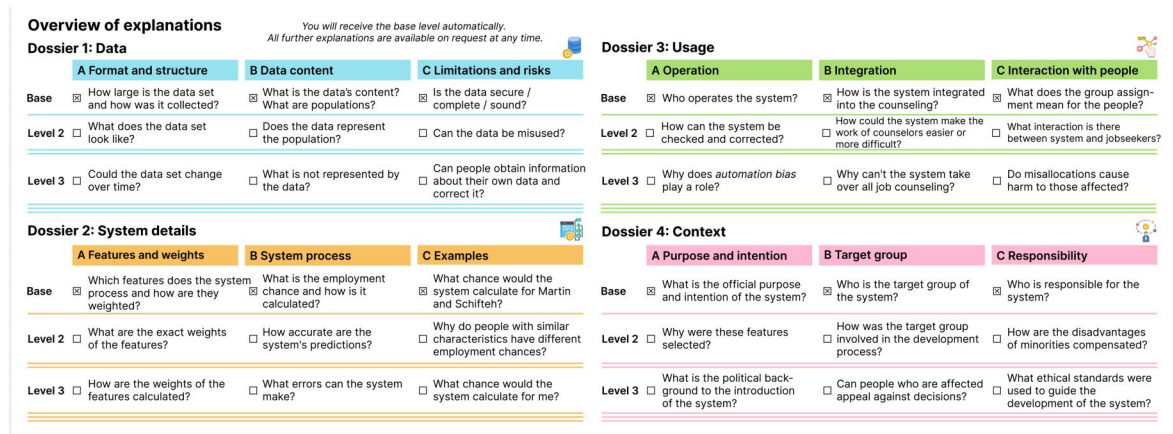 Overview of explanations
You will receive the base level automatically.
All further explanations are available on request at any time.
Dossier 1: Data
A Format and structure
B Data content
C Limitations and risks
Base
☒ How large is the data set
and how was it collected?
☒ What is the data's content?
What are populations?
☒ Is the data secure /
complete / sound?
Level 2
☐ What does the data set
look like?
☐ Does the data represent
the population?
☐ Can the data be misused?
Level 3
☐ Could the data set change
over time?
☐ What is not represented by
the data?
☐ Can people obtain information
about their own data and
correct it?
Dossier 2: System details
A Features and weights
B System process
C Examples
Base
☒ Which features does the system
process and how are they
weighted?
☒ What is the employment
chance and how is it
calculated?
☒ What chance would the
system calculate for Martin
and Schifteh?
Level 2
☐ What are the exact weights
of the features?
☐ How accurate are the
system's predictions?
☐ Why do people with similar
characteristics have different
employment chances?
Level 3
☐ How are the weights of the
features calculated?
☐ What errors can the system
make?
☐ What chance would the
system calculate for me?
Dossier 3: Usage
A Operation
B Integration
C Interaction with people
Base
☒ Who operates the system?
☒ How is the system integrated
into the counseling?
☒ What does the group assign-
ment mean for the people?
Level 2
☐ How can the system be
checked and corrected?
☐ How could the system make the
work of counselors easier or
more difficult?
☐ What interaction is there
between system and jobseekers?
Level 3
☐ Why does automation bias
play a role?
☐ Why can't the system take
over all job counseling?
☐ Do misallocations cause
harm to those affected?
Dossier 4: Context
A Purpose and intention
B Target group
C Responsibility
Base
☒ What is the official purpose
and intention of the system?
☒ Who is the target group of
the system?
☒ Who is responsible for the
system?
Level 2
☐ Why were these features
selected?
☐ How was the target group
involved in the development
process?
☐ How are the disadvantages
of minorities compensated?
Level 3
☐ What is the political back-
ground to the introduction
of the system?
☐ Can people who are affected
appeal against decisions?
☐ What ethical standards were
used to guide the
development of the system?